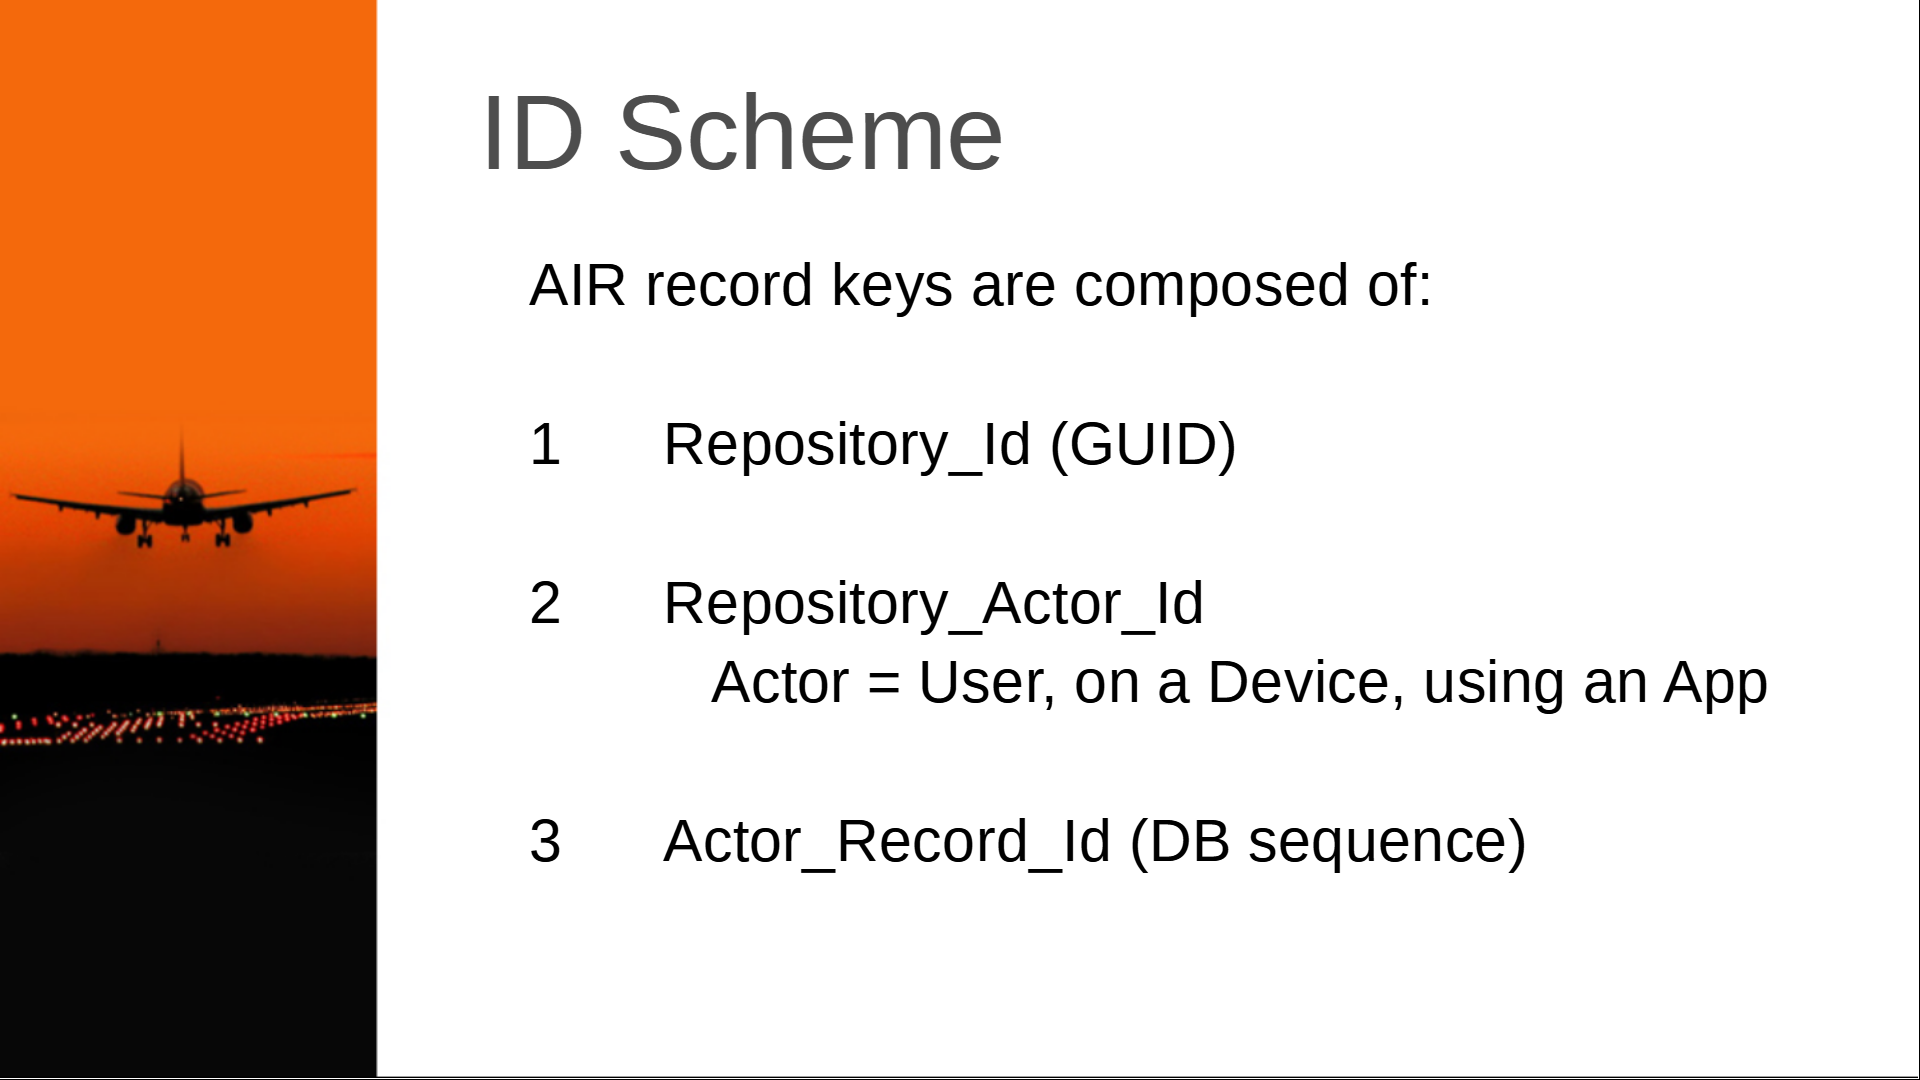 ID Scheme
AIR record keys are composed of:
1 Repository_Id (GUID)
2 Repository_Actor_Id
Actor = User, on a Device, using an App
3 Actor_Record_Id (DB sequence)